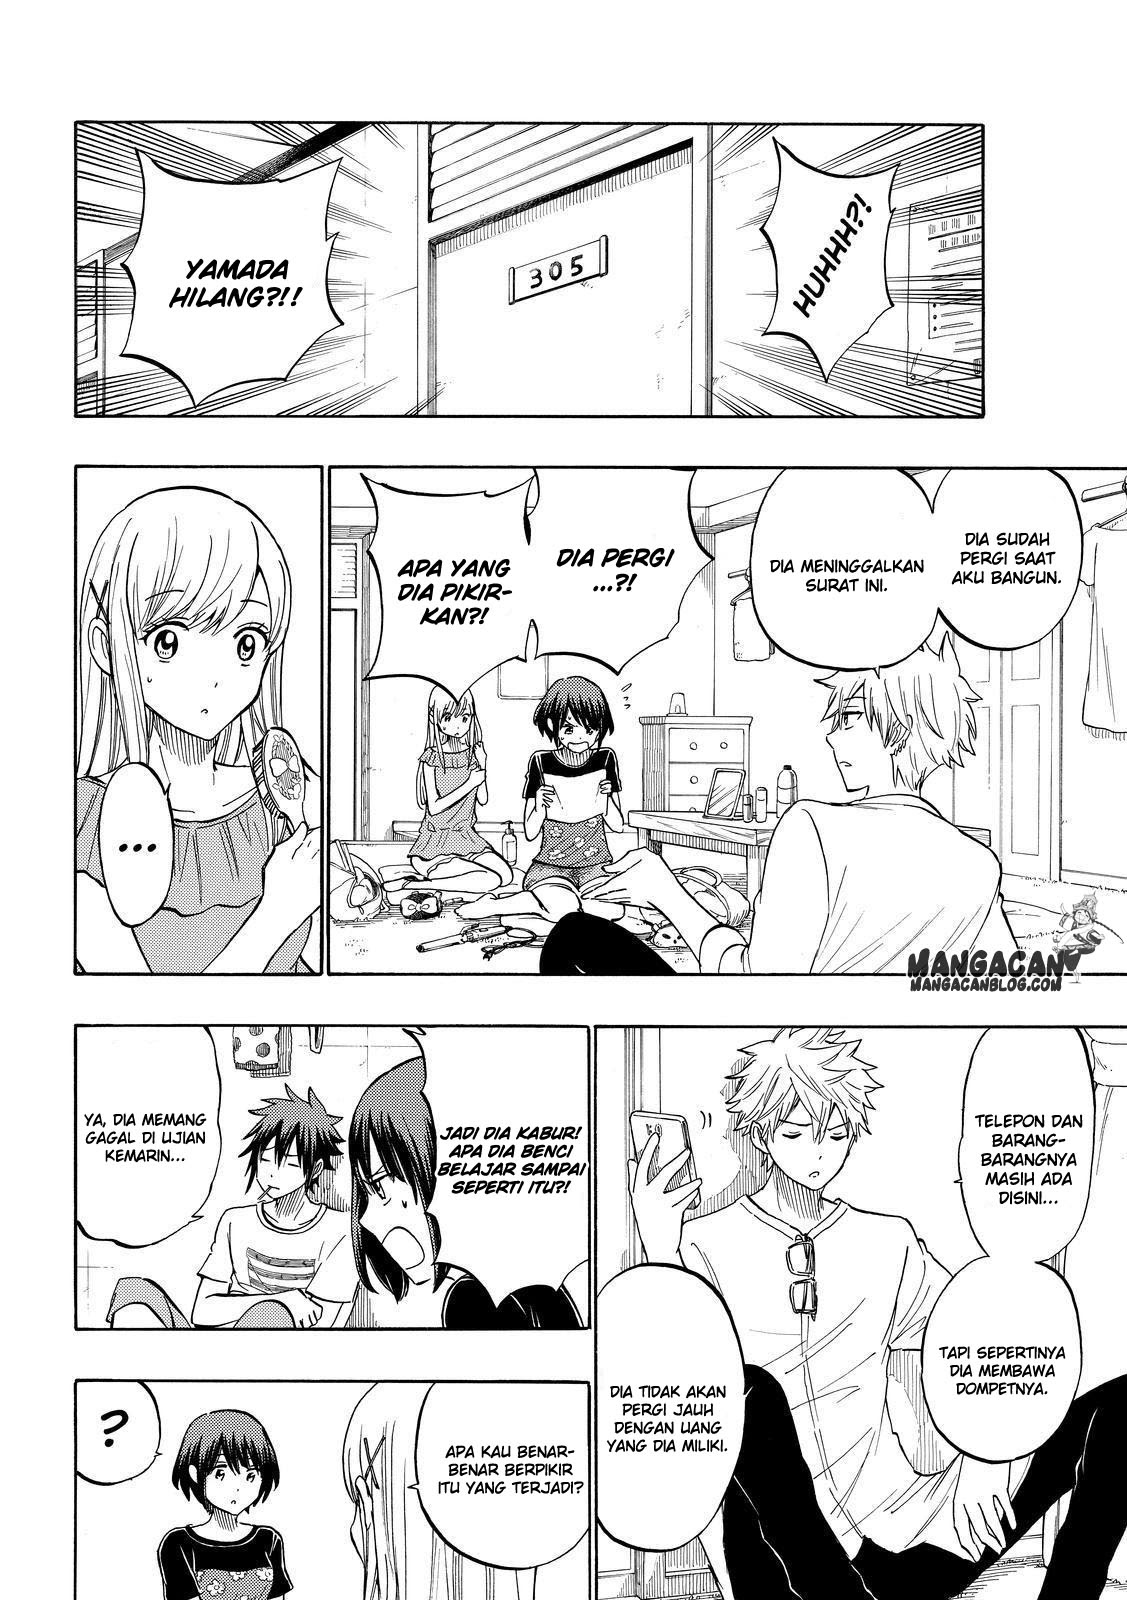 HUHHH?!
305
YAMADA
HILANG?!!
DIA SUDAH
PERGI SAAT
AKU BANGUN.
DIA MENINGGALKAN
SURAT INI.
DIA PERGI
...?!
APA YANG
DIA PIKIR-
KAN?!
...
MANGACAN
MANGACANBLOG.COM
TELEPON DAN
BARANG-
BARANGNYA
MASIH ADA
DISINI...
TAPI SEPERTINYA
DIA MEMBAWA
DOMPETNYA.
DIA TIDAK AKAN
PERGI JAUH
DENGAN UANG
YANG DIA MILIKI.
JADI DIA KABUR!
APA DIA BENCI
BELAJAR SAMPAI
SEPERTI ITU?!
YA, DIA MEMANG
GAGAL DI UJIAN
KEMARIN...
APA KAU BENAR-
BENAR BERPIKIR
ITU YANG TERJADI?
?